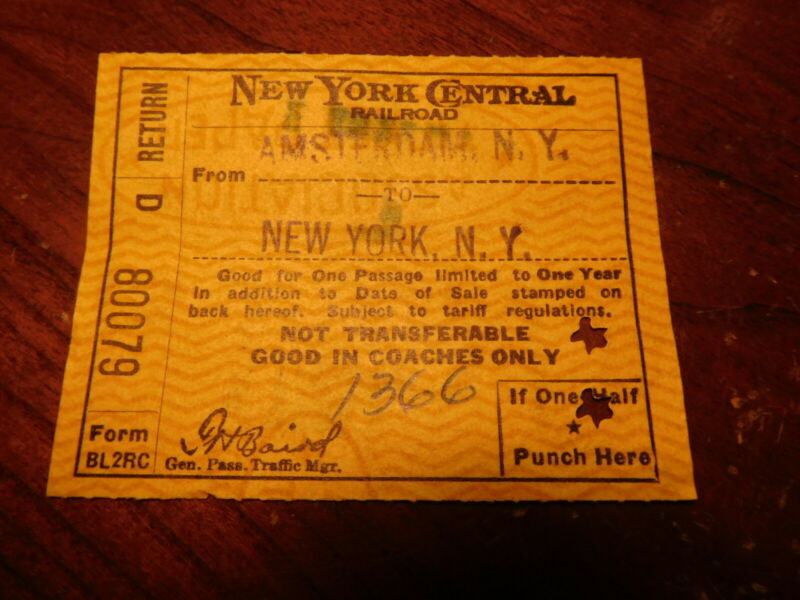 NEW YORK CENTRAL
RAILROAD
AMSTERDAM, N. Y.
From
—TO—
NEW YORK, N. Y.
Good for One Passage limited to One Year
in addition to Date of Sale stamped on
back hereof. Subject to tariff regulations.
NOT TRANSFERABLE
GOOD IN COACHES ONLY
1366
If One Half
Punch Here
JH Baird
Gen. Pass. Traffic Mgr.
RETURN
D
80079
Form
BL2RC